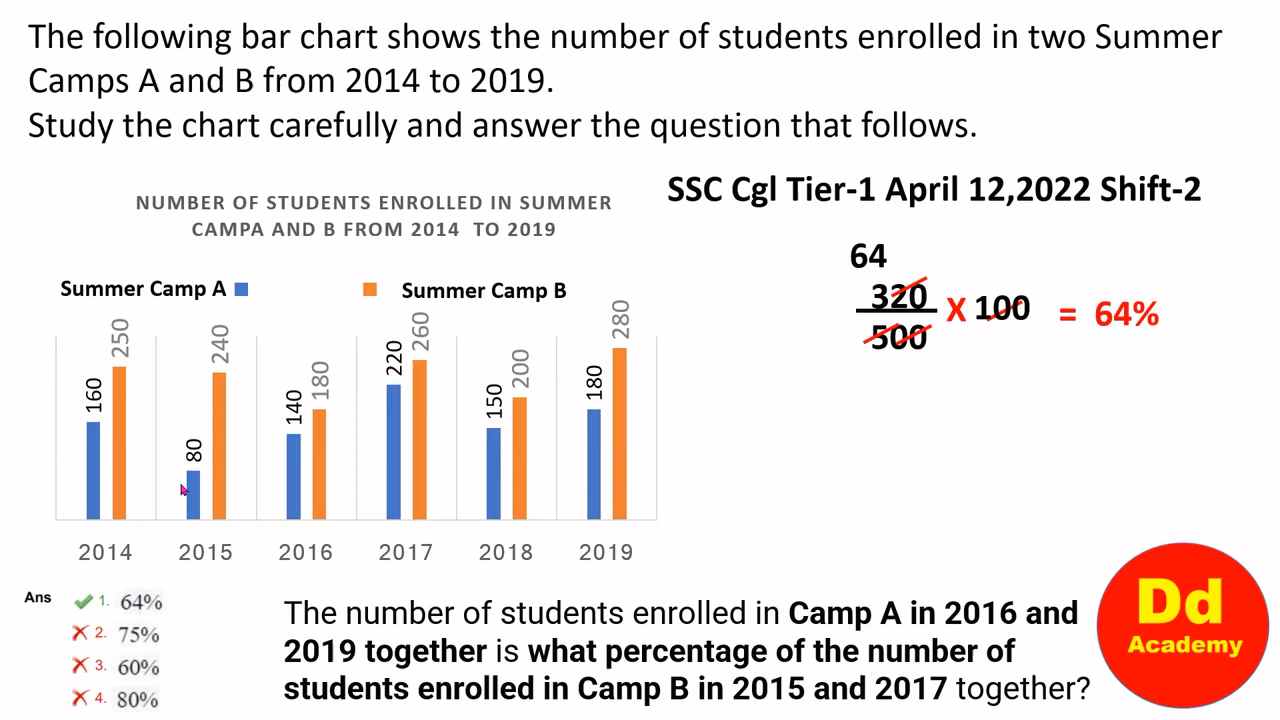 The following bar chart shows the number of students enrolled in two Summer
Camps A and B from 2014 to 2019.
Study the chart carefully and answer the question that follows.
SSC Cgl Tier-1 April 12,2022 Shift-2
NUMBER OF STUDENTS ENROLLED IN SUMMER
CAMPA AND B FROM 2014 TO 2019
Summer Camp A
Summer Camp B
160 250 80 240 140 180 220 260 150 200 180 280
2014 2015 2016 2017 2018 2019
64
320
500
X 100 = 64%
Ans
1. 64%
2. 75%
3. 60%
4. 80%
The number of students enrolled in Camp A in 2016 and
2019 together is what percentage of the number of
students enrolled in Camp B in 2015 and 2017 together?
Dd
Academy